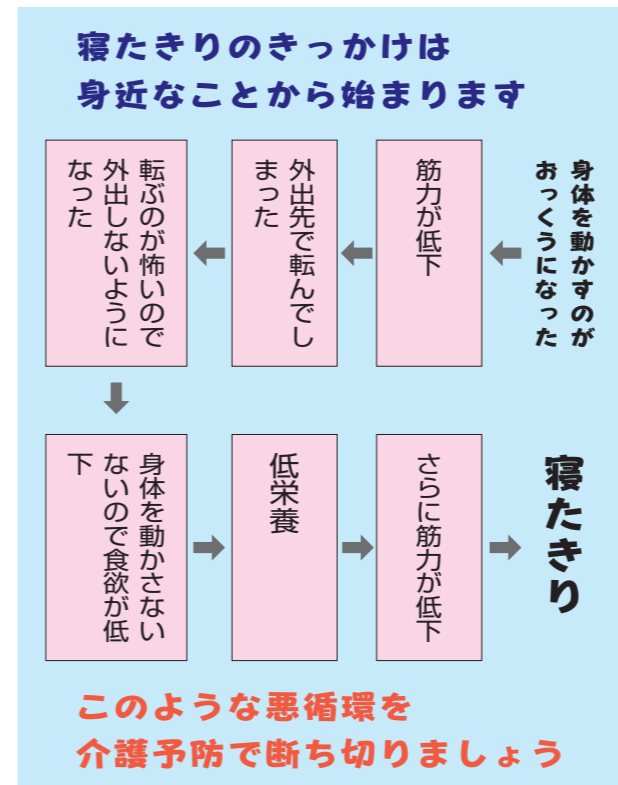 寝たきりのきっかけは
身近なことから始まります
身体を動かすのが
おっくうになった
筋力が低下
外出先で転んでし
まった
転ぶのが怖いので
外出しないように
なった
身体を動かさない
ないので食欲が低
下
低栄養
さらに筋力が低下
寝たきり
このような悪循環を
介護予防で断ち切りましょう